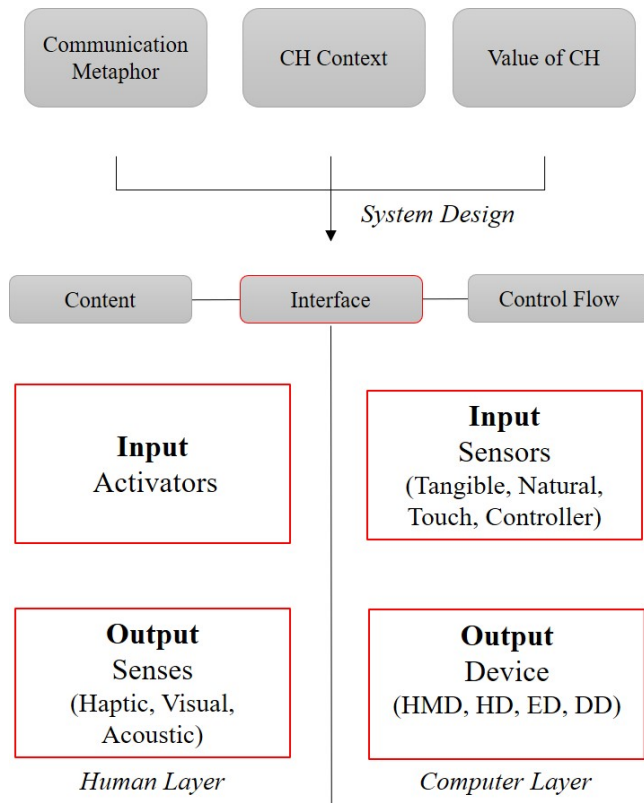 Communication
Metaphor
CH Context
Value of CH
System Design
Content
Interface
Control Flow
Input
Activators
Input
Sensors
(Tangible, Natural,
Touch, Controller)
Output
Senses
(Haptic, Visual,
Acoustic)
Output
Device
(HMD, HD, ED, DD)
Human Layer
Computer Layer